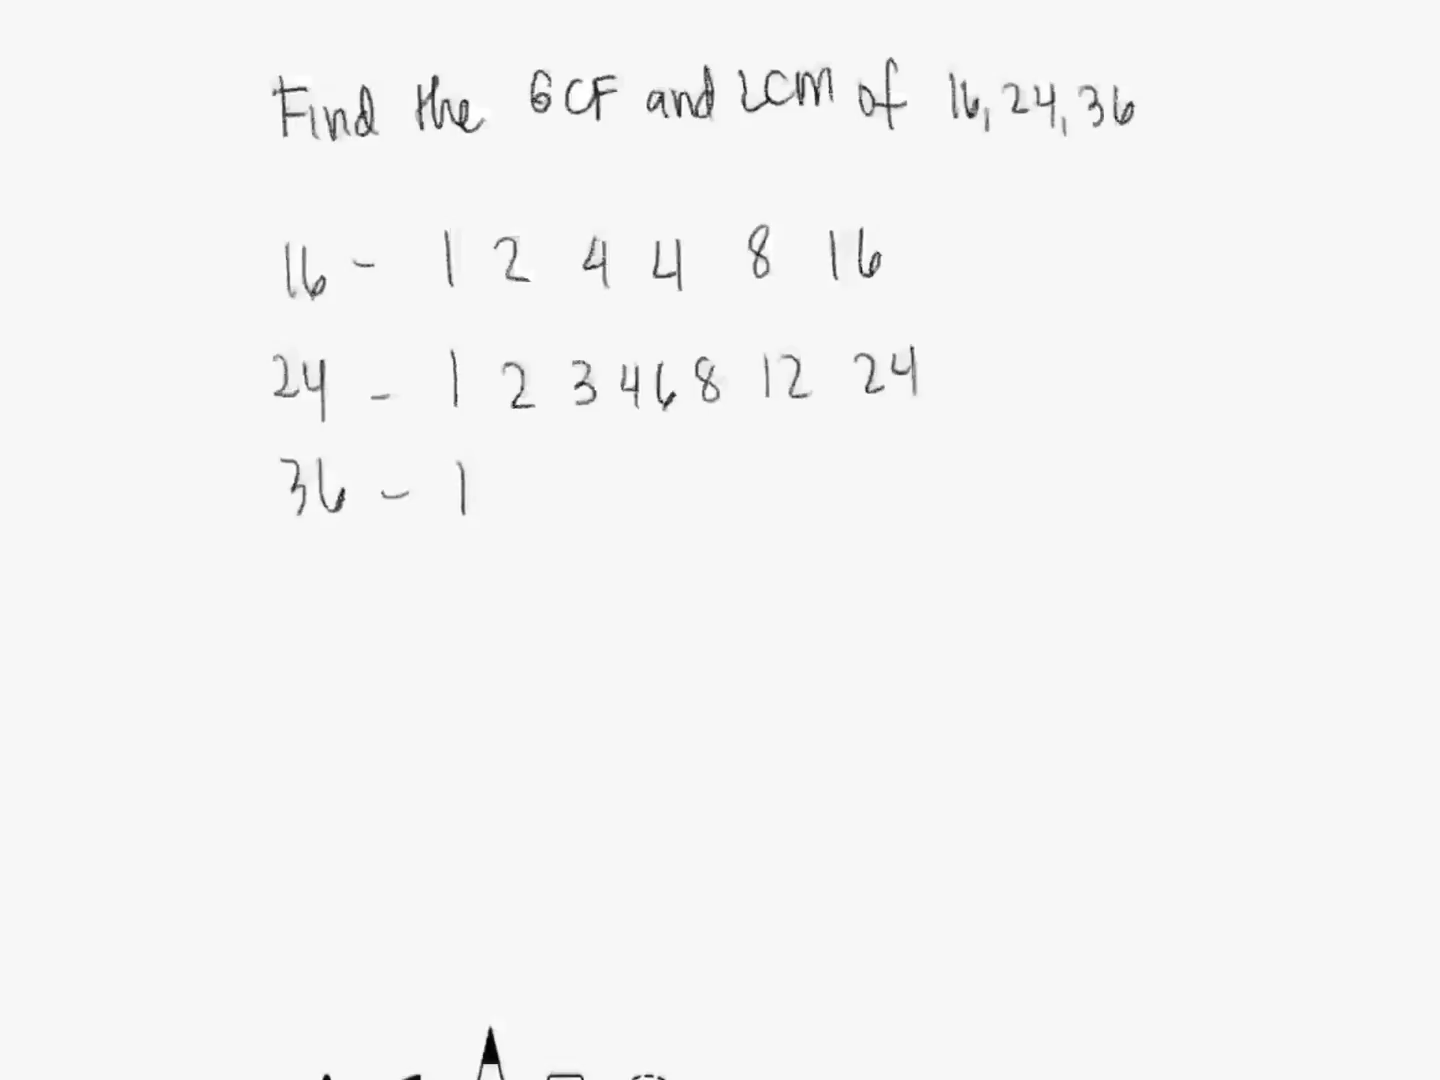 Find the GCF and LCM of 16, 24, 36
16 - 1 2 4 4 8 16
24 - 1 2 3 4 6 8 12 24
36 - 1